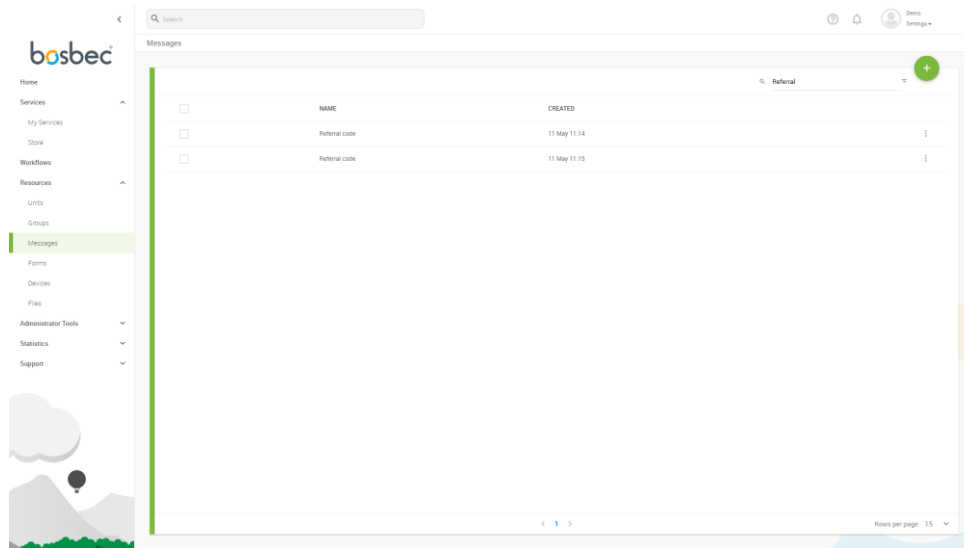 Search
Demo
Settings
bosbec
Messages
Home
Services
My Services
Store
Workflows
Resources
Units
Groups
Messages
Forms
Devices
Files
Administrator Tools
Statistics
Support
Referral
NAME CREATED
Referral code 11 May 11:14
Referral code 11 May 11:15
1
Rows per page: 15